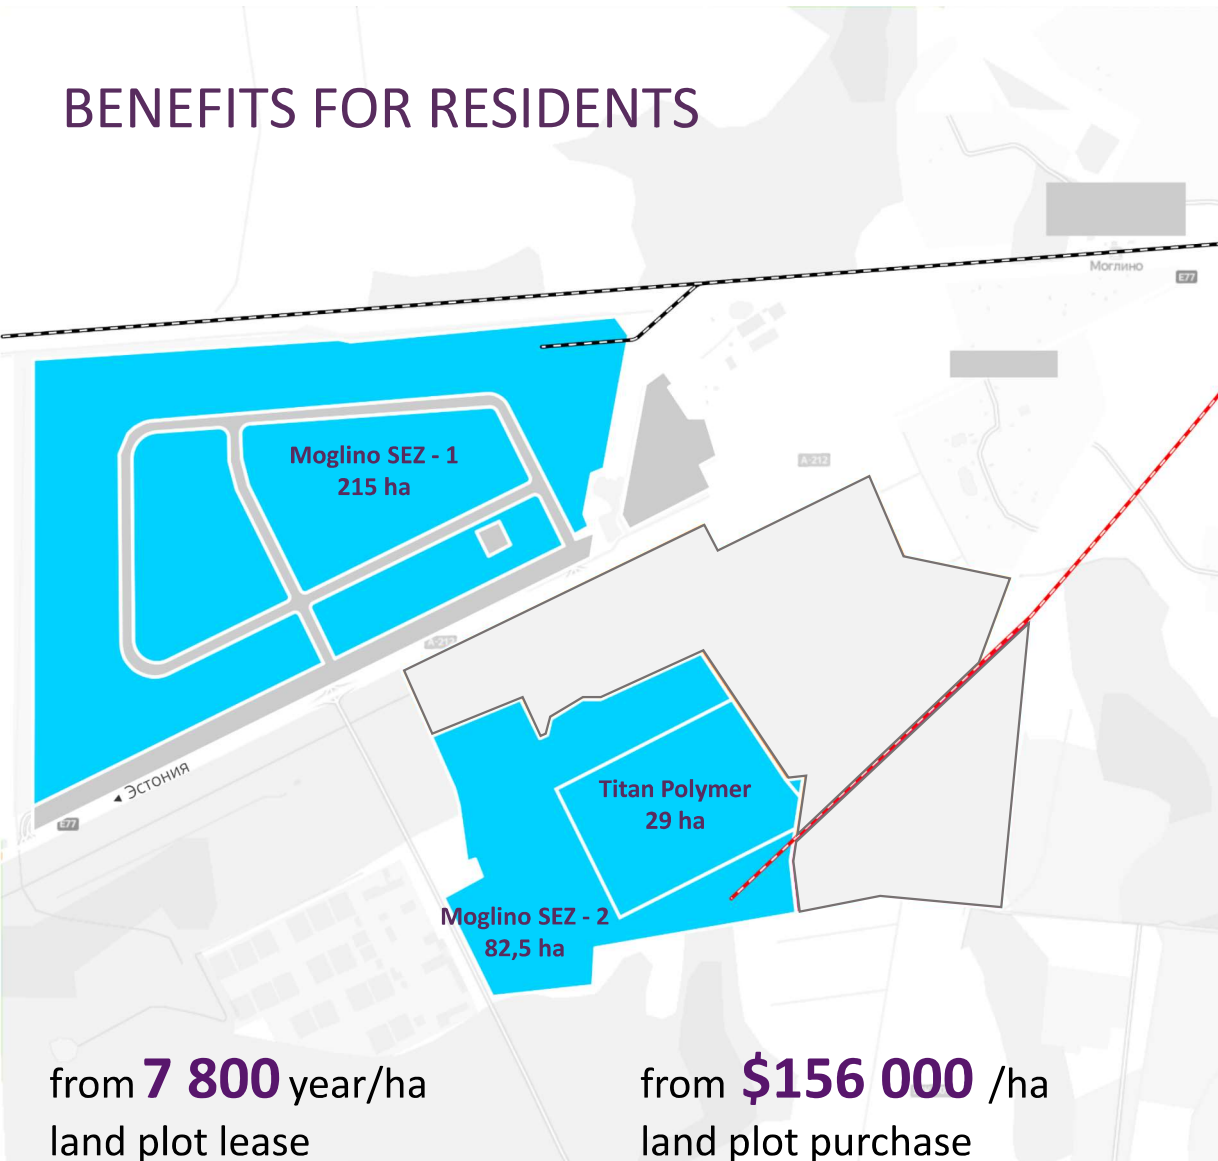 BENEFITS FOR RESIDENTS
Моглино
E77
Moglino SEZ - 1
215 ha
A-212
A-212
Эстония
E77
Titan Polymer
29 ha
Moglino SEZ - 2
82,5 ha
from 7 800 year/ha
land plot lease
from $156 000 /ha
land plot purchase